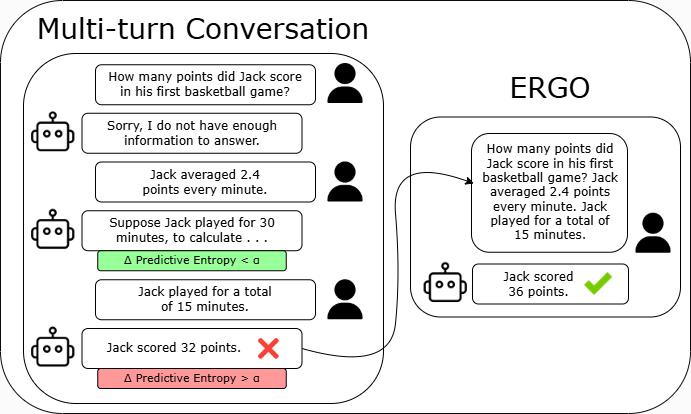 Multi-turn Conversation
How many points did Jack score
in his first basketball game?
Sorry, I do not have enough
information to answer.
Jack averaged 2.4
points every minute.
Suppose Jack played for 30
minutes, to calculate . . .
Δ Predictive Entropy < α
Jack played for a total
of 15 minutes.
Jack scored 32 points.
Δ Predictive Entropy > α
ERGO
How many points did
Jack score in his first
basketball game? Jack
averaged 2.4 points
every minute. Jack
played for a total of
15 minutes.
Jack scored
36 points.